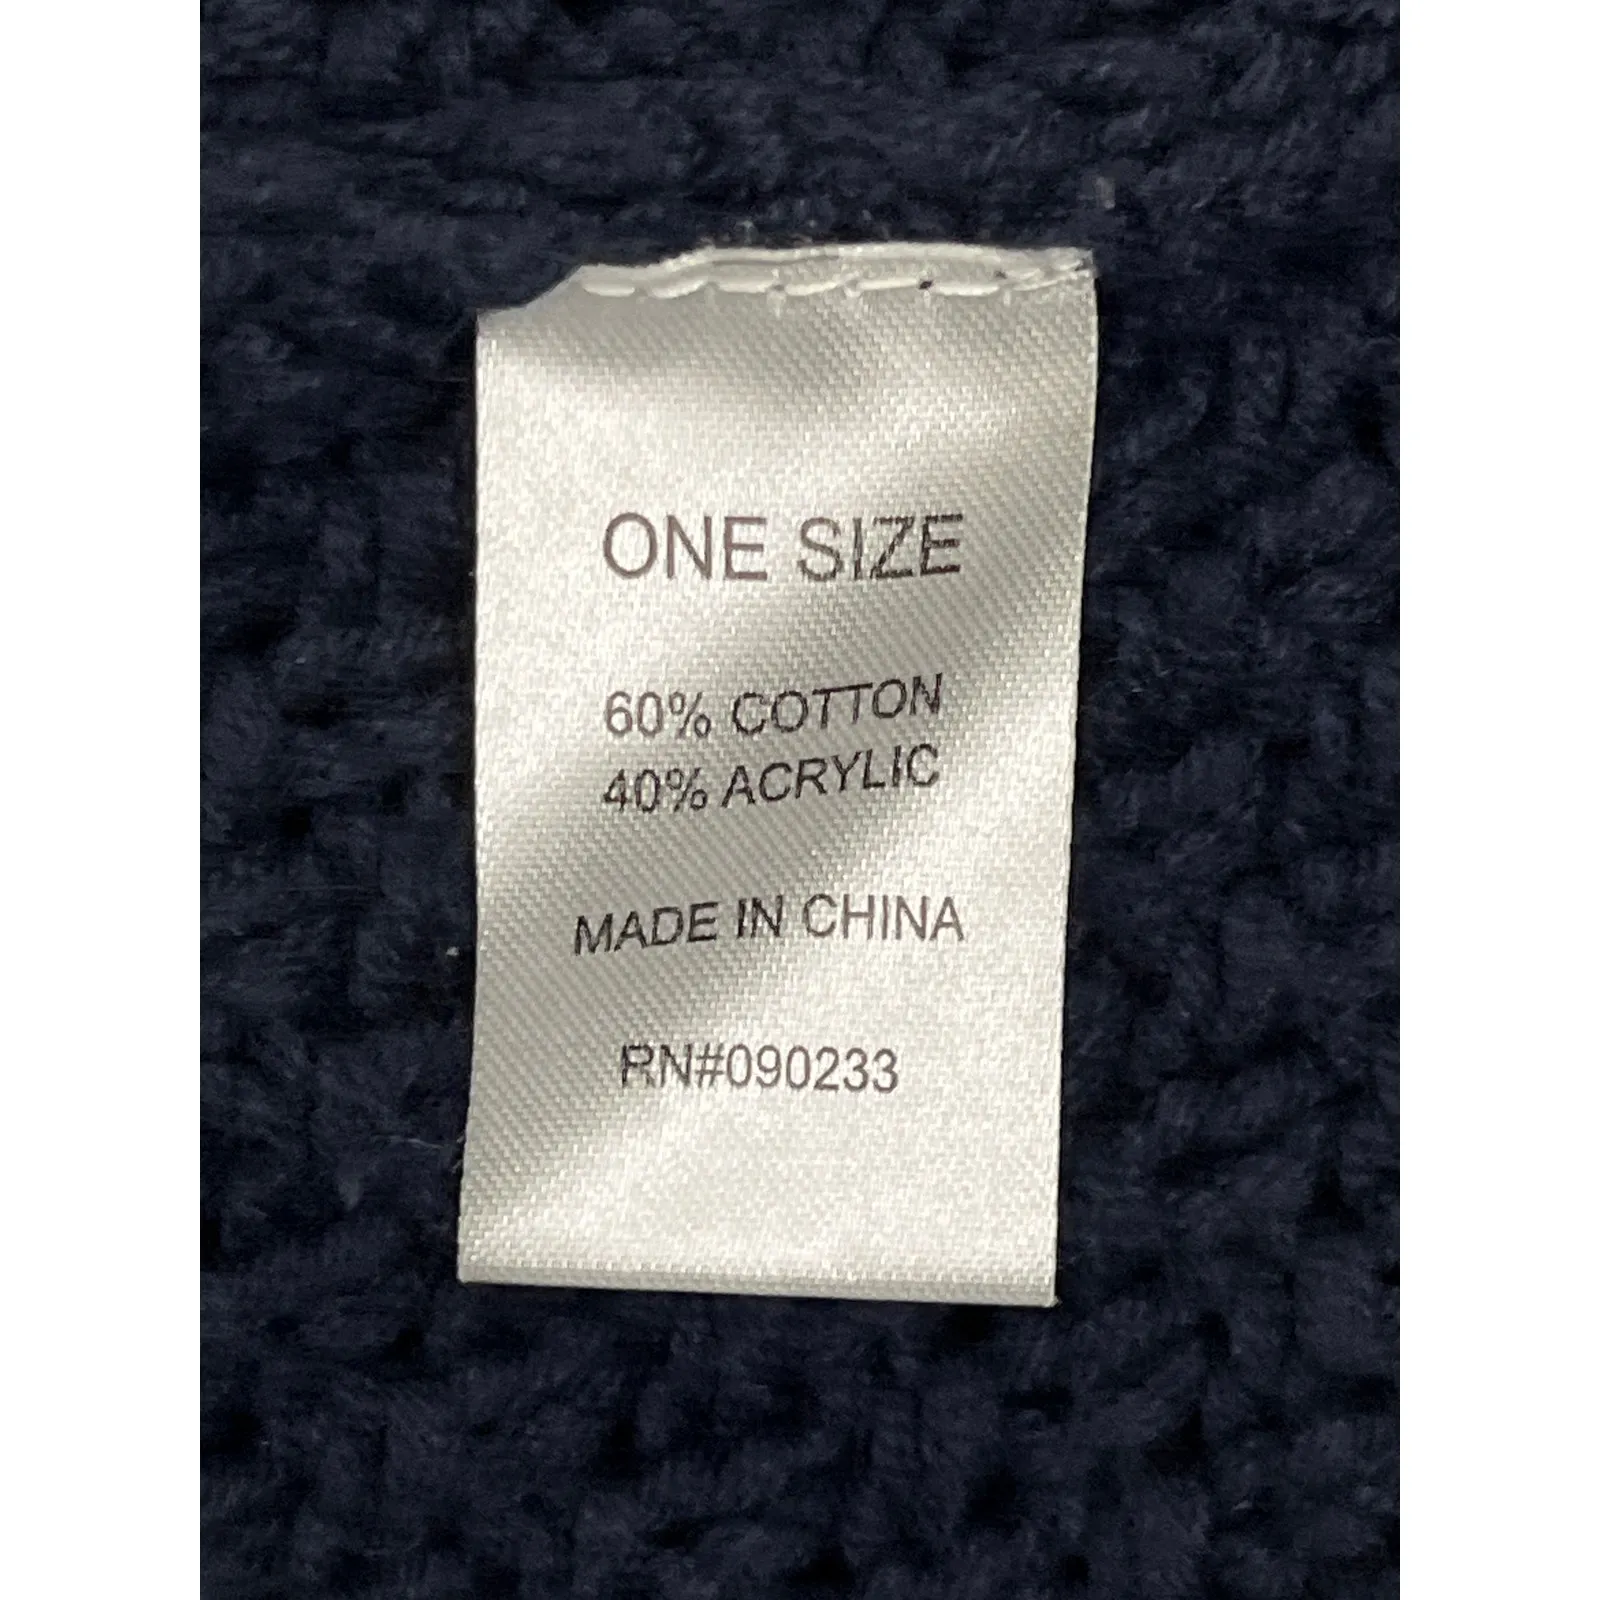 ONE SIZE
60% COTTON
40% ACRYLIC
MADE IN CHINA
RN#090233